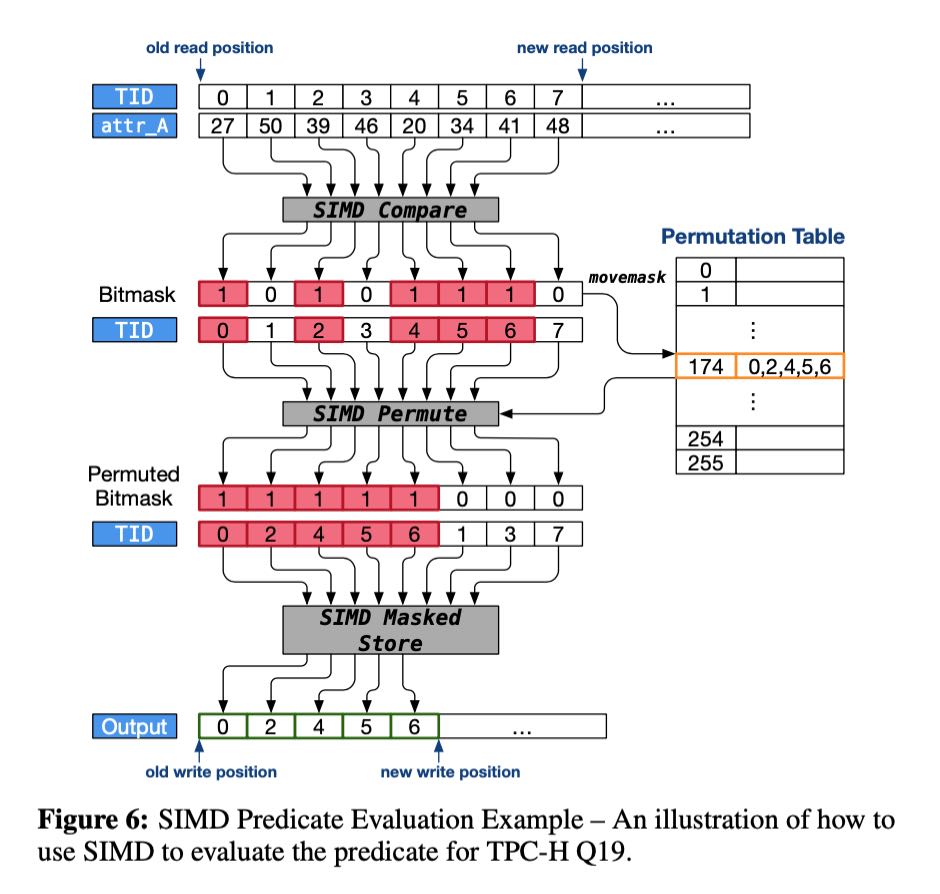 old read position new read position
TID 0 1 2 3 4 5 6 7 ...
attr_A 27 50 39 46 20 34 41 48 ...
SIMD Compare
Permutation Table
0
movemask
Bitmask 1 0 1 0 1 1 1 0
1
TID 0 1 2 3 4 5 6 7
⋮
174 0,2,4,5,6
SIMD Permute
⋮
254
255
Permuted
Bitmask 1 1 1 1 1 0 0 0
TID 0 2 4 5 6 1 3 7
SIMD Masked
Store
Output 0 2 4 5 6 ...
old write position new write position
Figure 6: SIMD Predicate Evaluation Example – An illustration of how to
use SIMD to evaluate the predicate for TPC-H Q19.